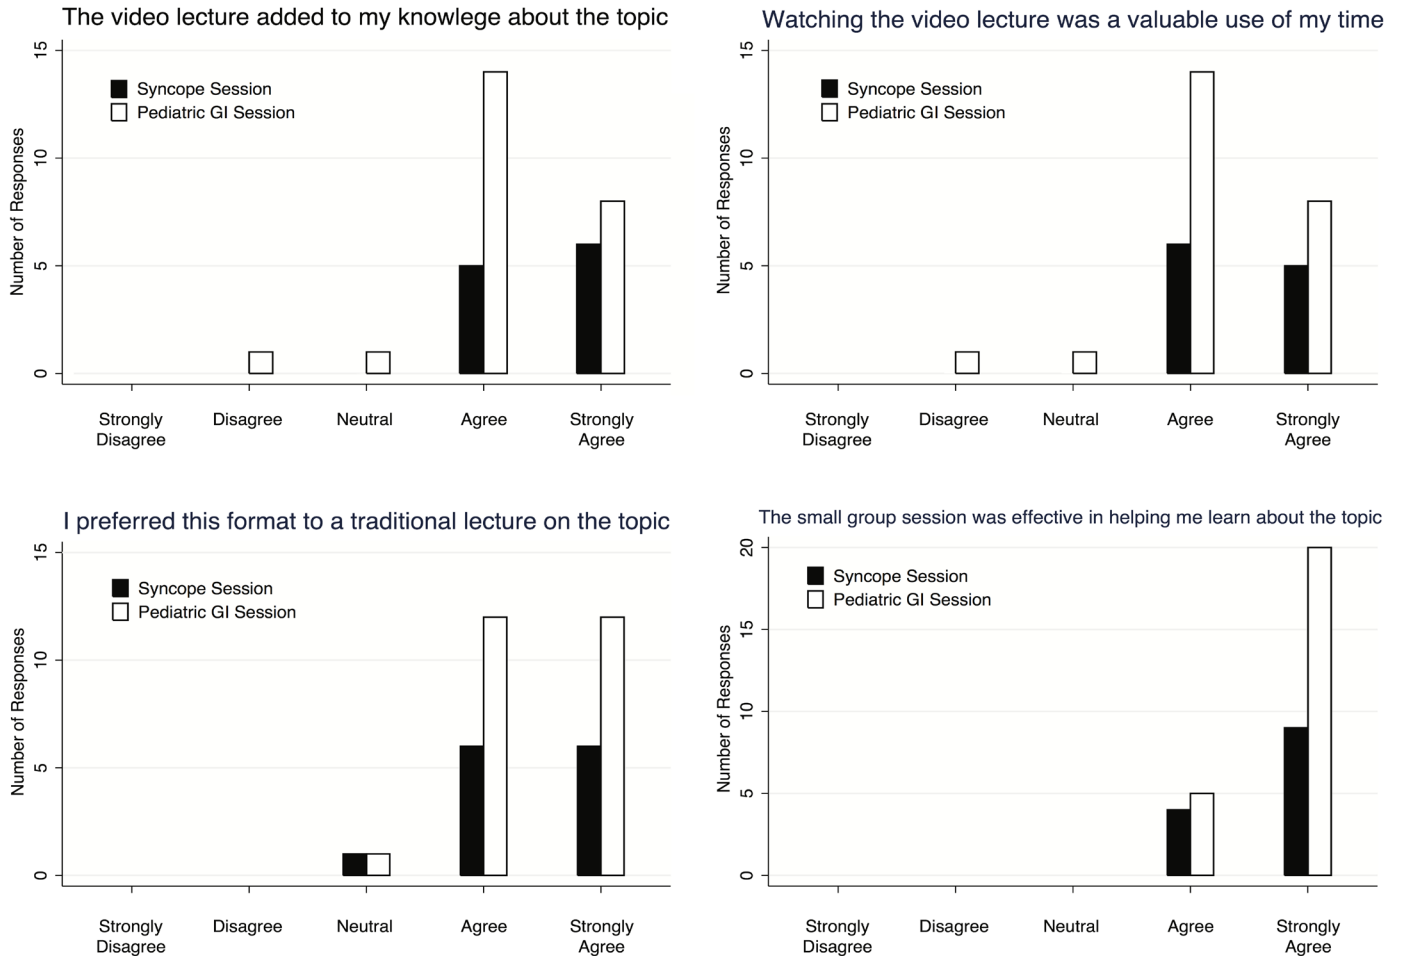 The video lecture added to my knowlege about the topic
15
10
5
0
Number of Responses
Syncope Session
Pediatric GI Session
Strongly
Disagree
Disagree
Neutral
Agree
Strongly
Agree
Watching the video lecture was a valuable use of my time
15
10
5
0
Number of Responses
Syncope Session
Pediatric GI Session
Strongly
Disagree
Disagree
Neutral
Agree
Strongly
Agree
I preferred this format to a traditional lecture on the topic
15
10
5
0
Number of Responses
Syncope Session
Pediatric GI Session
Strongly
Disagree
Disagree
Neutral
Agree
Strongly
Agree
The small group session was effective in helping me learn about the topic
20
15
10
5
0
Number of Responses
Syncope Session
Pediatric GI Session
Strongly
Disagree
Disagree
Neutral
Agree
Strongly
Agree